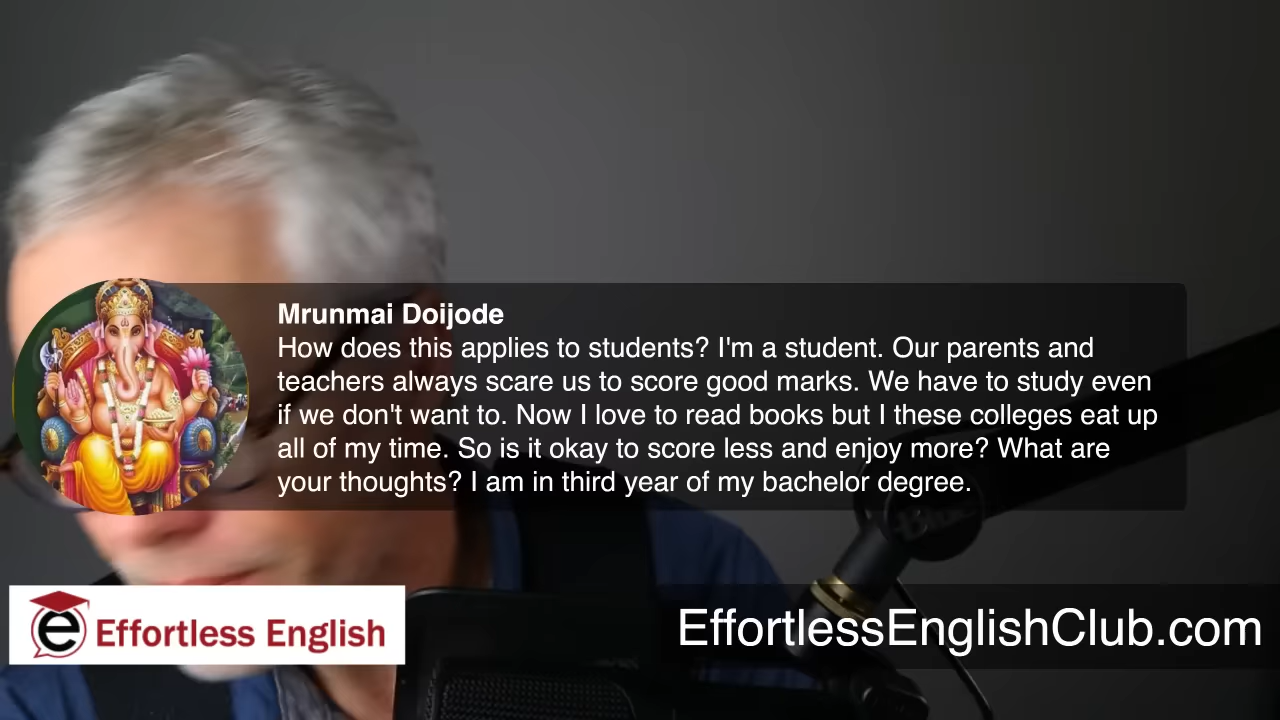 Mrunmai Doijode
How does this applies to students? I'm a student. Our parents and
teachers always scare us to score good marks. We have to study even
if we don't want to. Now I love to read books but I these colleges eat up
all of my time. So is it okay to score less and enjoy more? What are
your thoughts? I am in third year of my bachelor degree.
Blue
e Effortless English
EffortlessEnglishClub.com